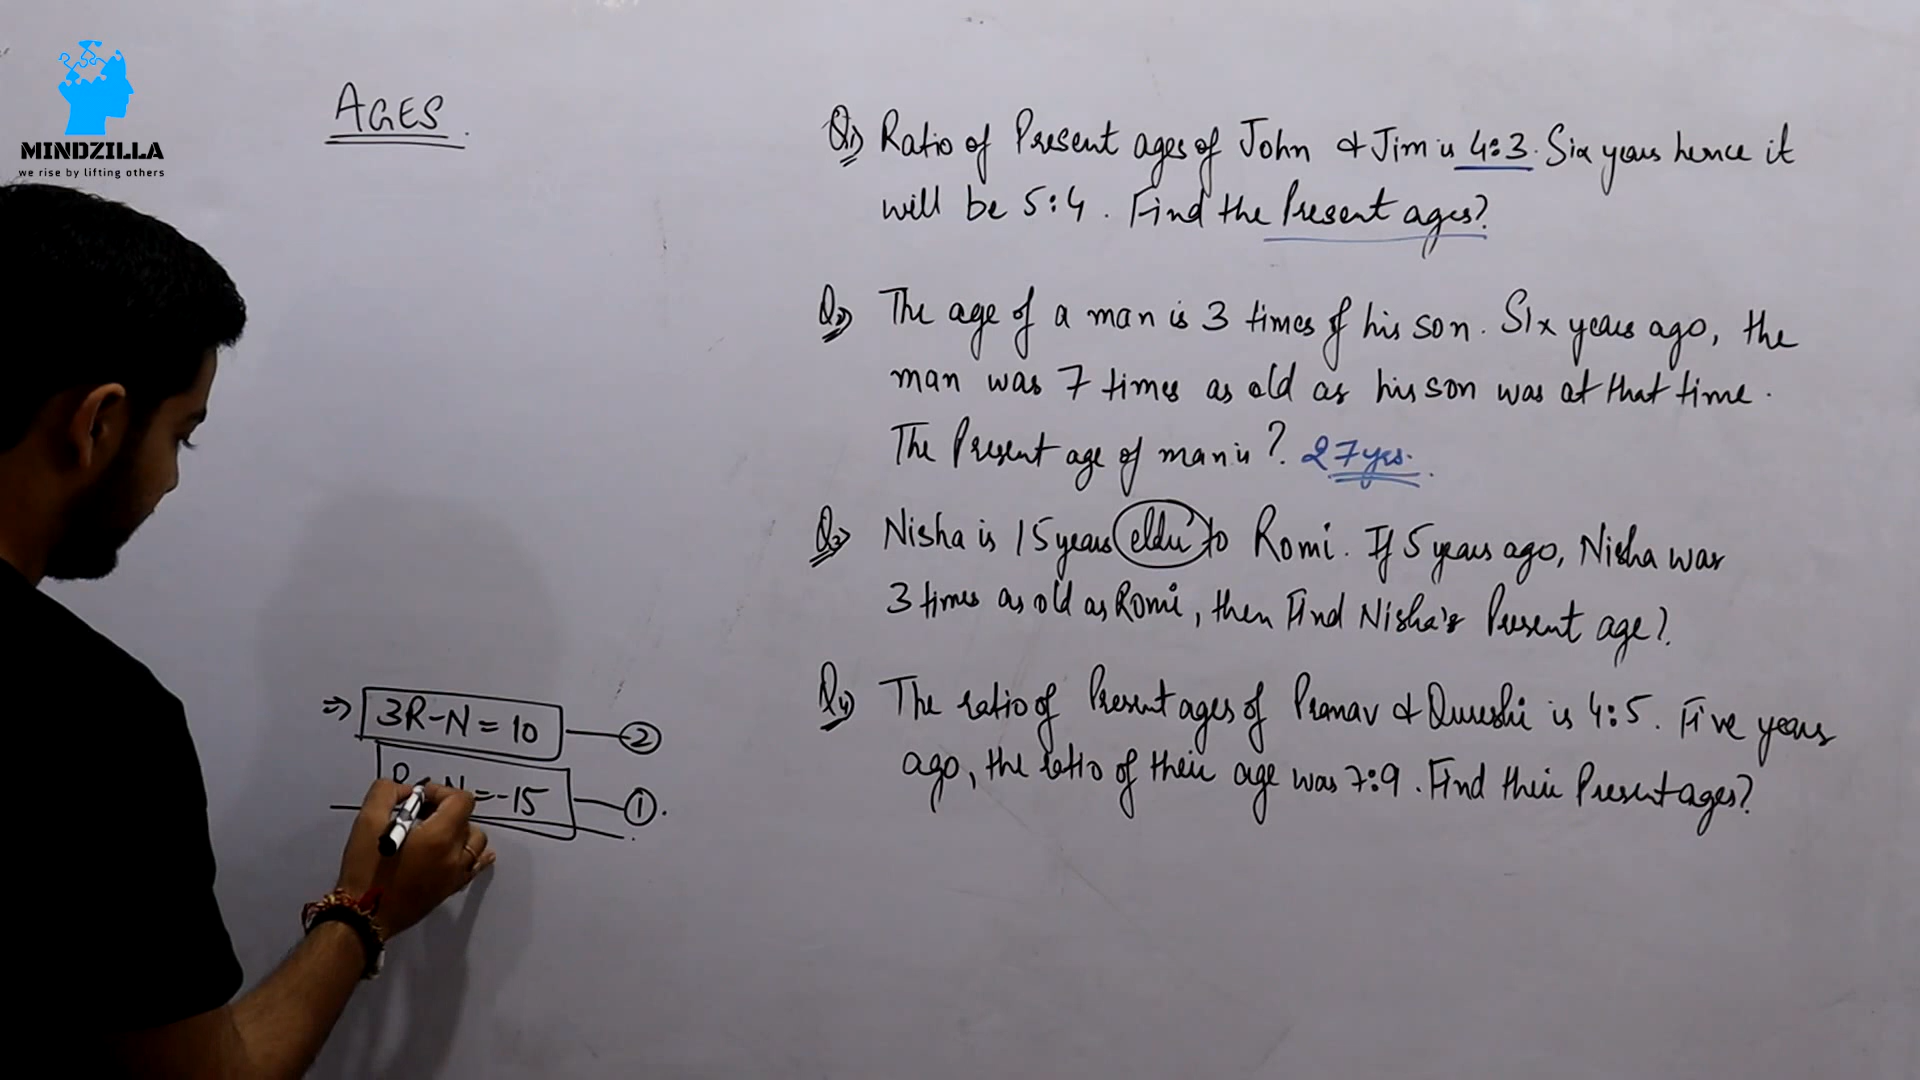 MINDZILLA
we rise by lifting others
AGES
Q1) Ratio of Present ages of John & Jim is 4:3. Six years hence it
will be 5:4. Find the Present ages?
Q2) The age of a man is 3 times of his son. Six years ago, the
man was 7 times as old as his son was at that time.
The Present age of man is? 27yrs.
Q3) Nisha is 15 years elder to Romi. If 5 years ago, Nisha was
3 times as old as Romi, then Find Nisha's Present age?
Q4) The ratio of Present ages of Pranav & Qureshi is 4:5. Five years
ago, the ratio of their age was 7:9. Find their Present ages?
⇒ 3R-N = 10 — 2
R N = -15 — 1.